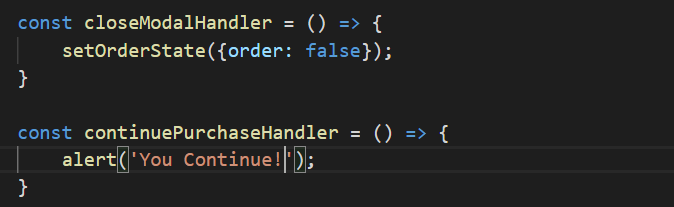 const closeModalHandler = () => {
    setOrderState({order: false});
}
const continuePurchaseHandler = () => {
    alert('You Continue!');
}